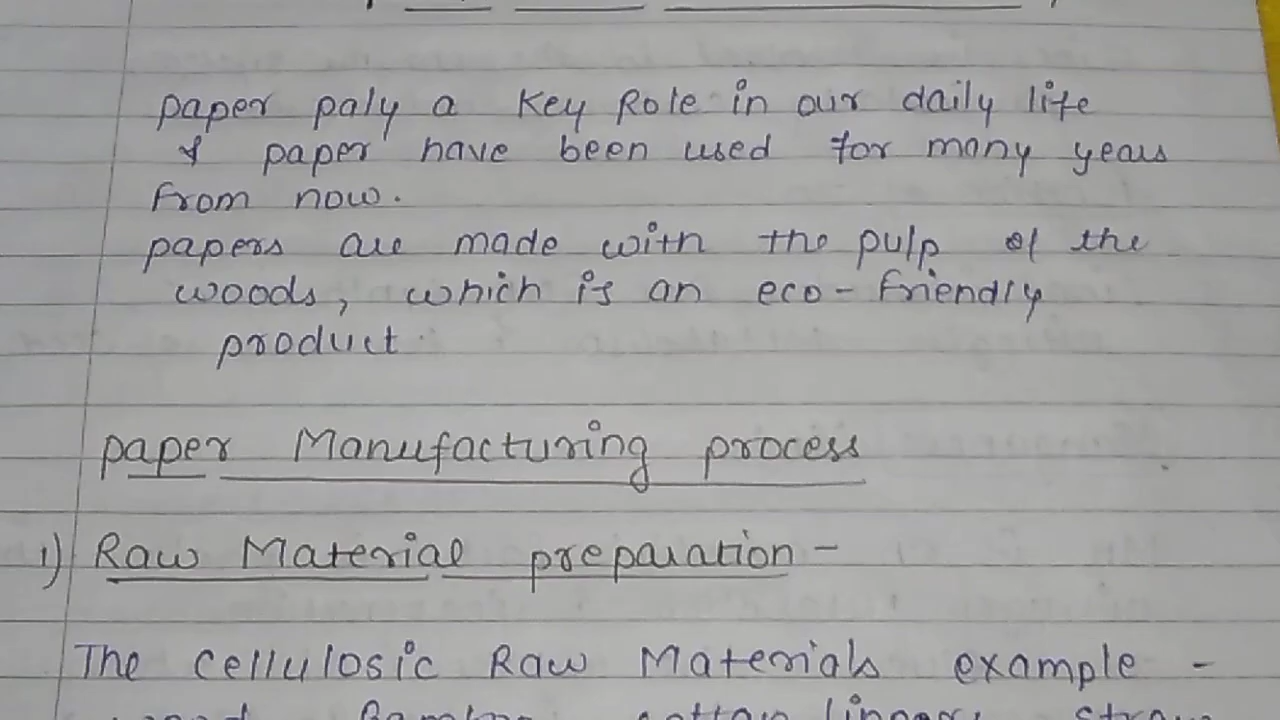 paper paly a Key Role in our daily life
& paper have been used for many years
from now.
papers are made with the pulp of the
woods, which is an eco-friendly
product.
paper Manufacturing process
1) Raw Material preparation-
The cellulosic Raw Materials example -